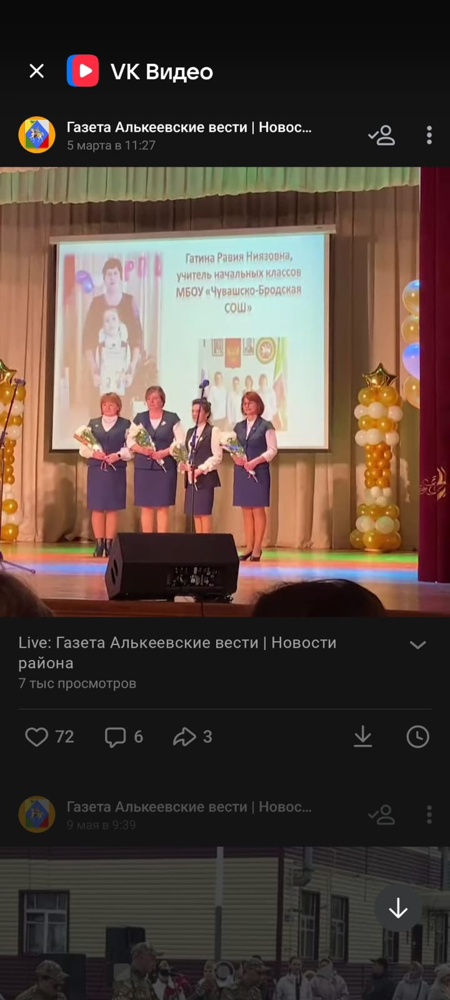 VK Видео
Газета Алькеевские вести | Новос...
5 марта в 11:27
Гатина Равия Ниязовна,
учитель начальных классов
МБОУ «Чувашско-Бродская
СОШ»
Live: Газета Алькеевские вести | Новости
района
7 тыс просмотров
72
6
3
Газета Алькеевские вести | Новос...
9 мая в 9:39